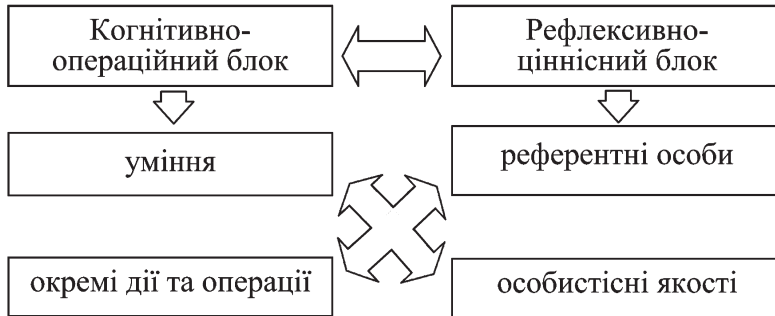 Когнітивно-
операційний блок
Рефлексивно-
ціннісний блок
уміння
референтні особи
окремі дії та операції
особистісні якості